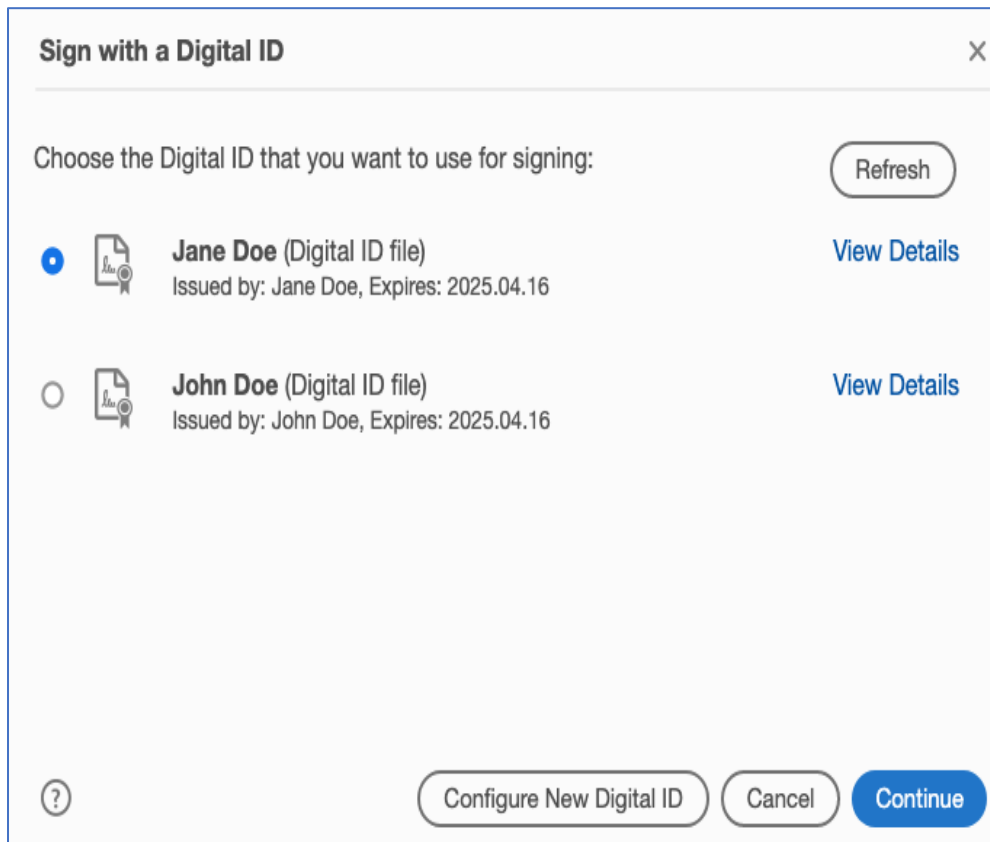 Sign with a Digital ID
Choose the Digital ID that you want to use for signing:
Refresh
Jane Doe (Digital ID file)
View Details
Issued by: Jane Doe, Expires: 2025.04.16
John Doe (Digital ID file)
View Details
Issued by: John Doe, Expires: 2025.04.16
?
Configure New Digital ID
Cancel
Continue